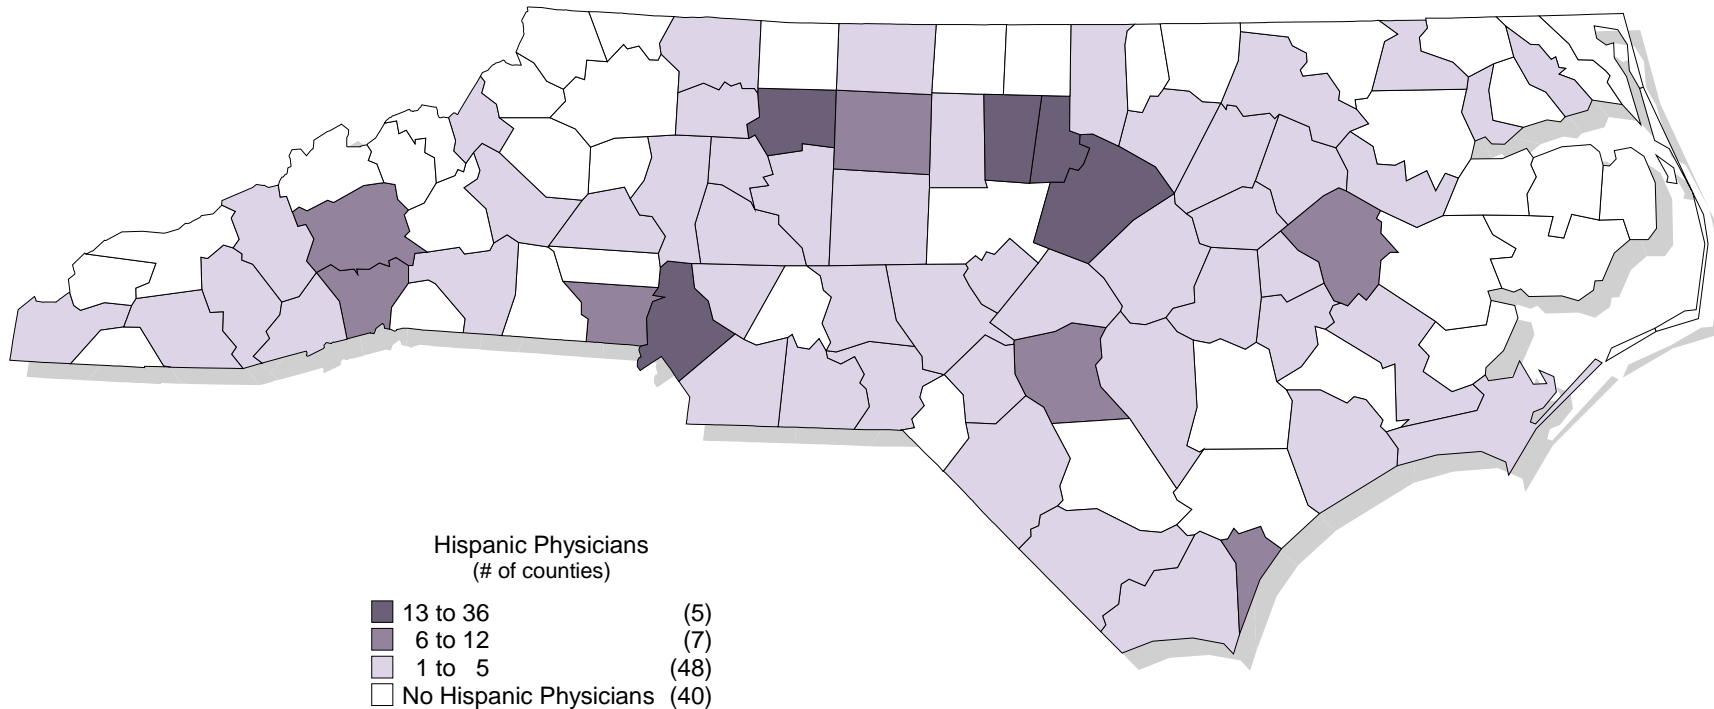 Hispanic Physicians
(# of counties)
13 to 36 (5)
6 to 12 (7)
1 to 5 (48)
No Hispanic Physicians (40)